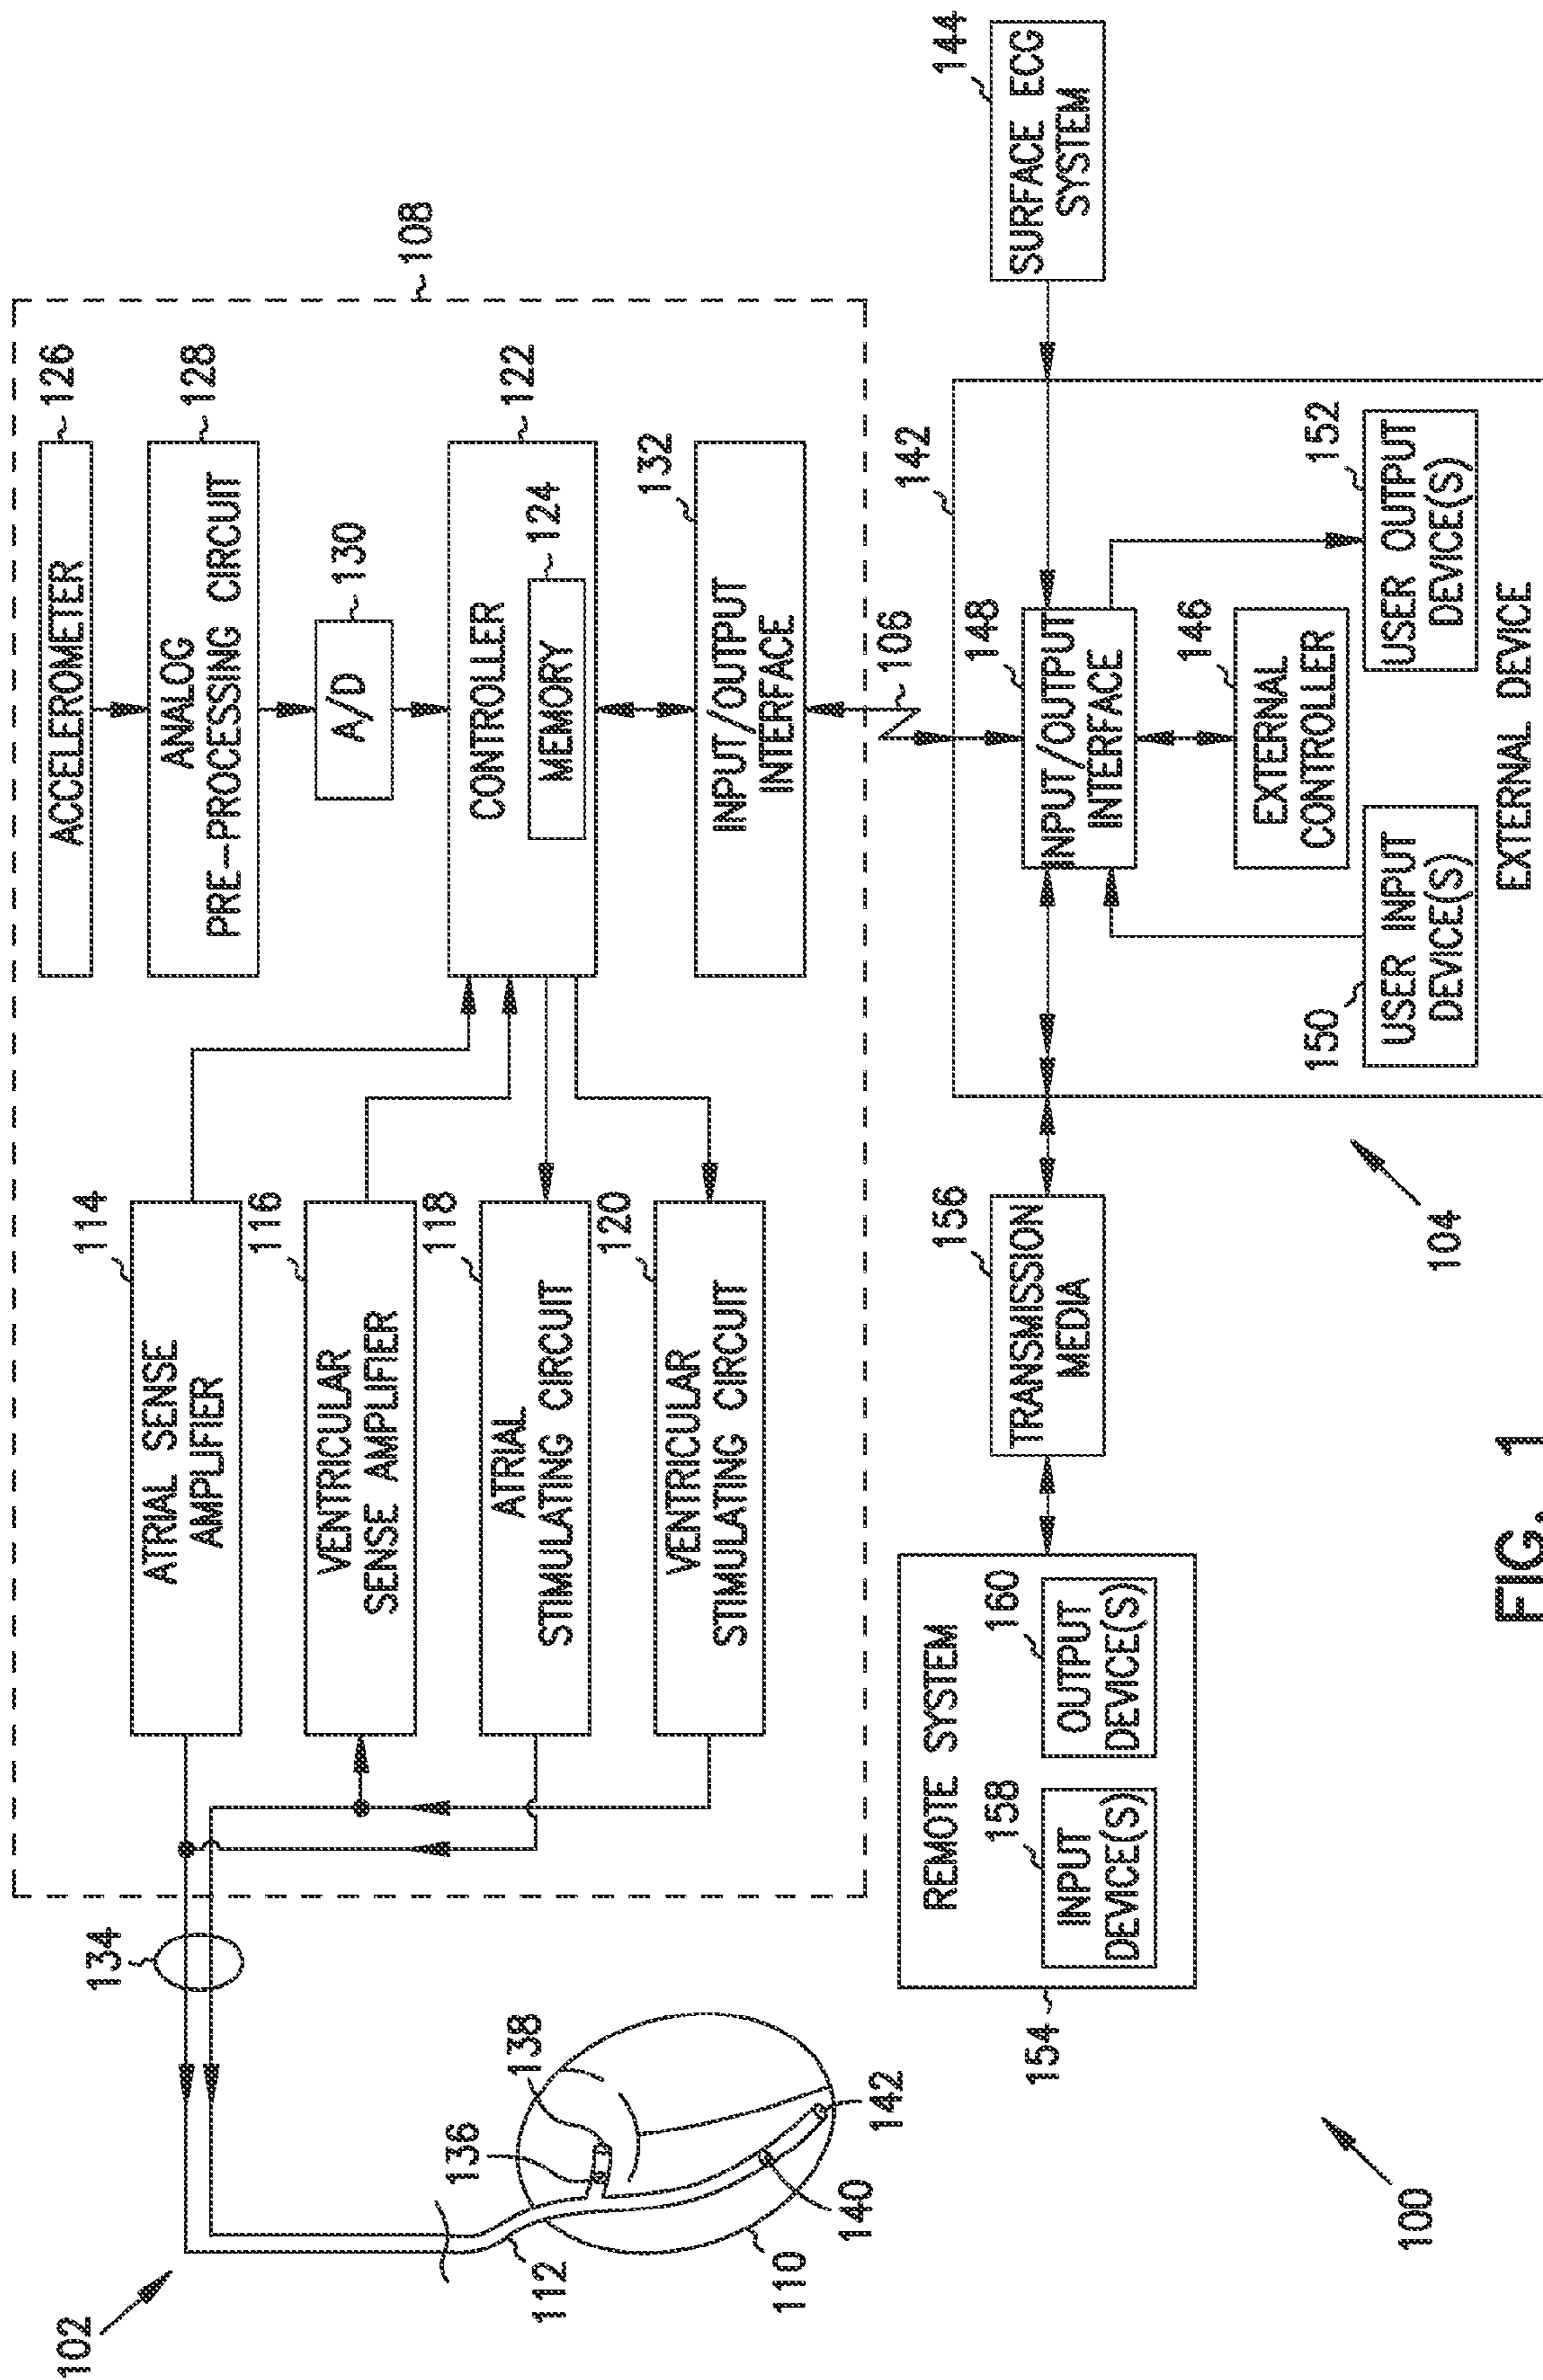 102
134
108
114
ATRIAL SENSE
AMPLIFIER
116
VENTRICULAR
SENSE AMPLIFIER
118
ATRIAL
STIMULATING CIRCUIT
120
VENTRICULAR
STIMULATING CIRCUIT
126
ACCELEROMETER
128
ANALOG
PRE-PROCESSING CIRCUIT
130
A/D
122
CONTROLLER
124
MEMORY
132
INPUT/OUTPUT
INTERFACE
106
136
138
112
110
140
142
154
REMOTE SYSTEM
158
INPUT
DEVICE(S)
160
OUTPUT
DEVICE(S)
156
TRANSMISSION
MEDIA
142
148
INPUT/OUTPUT
INTERFACE
146
EXTERNAL
CONTROLLER
150
USER INPUT
DEVICE(S)
152
USER OUTPUT
DEVICE(S)
EXTERNAL DEVICE
144
SURFACE ECG
SYSTEM
104
100
FIG. 1